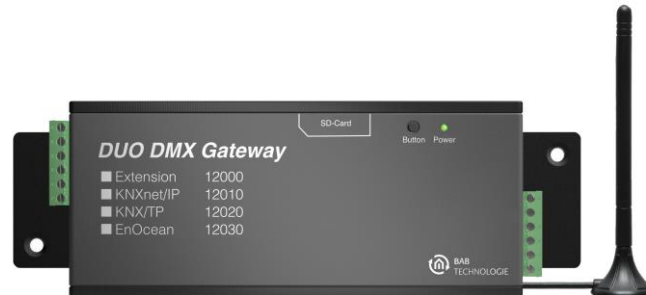 SD-Card
Button Power
DUO DMX Gateway
Extension 12000
KNXnet/IP 12010
KNX/TP 12020
EnOcean 12030
BAB
TECHNOLOGIE